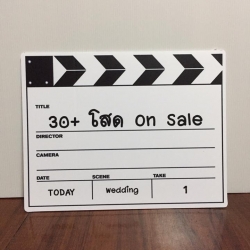 TITLE
30+ โสด On Sale
DIRECTOR
CAMERA
DATE SCENE TAKE
TODAY Wedding 1